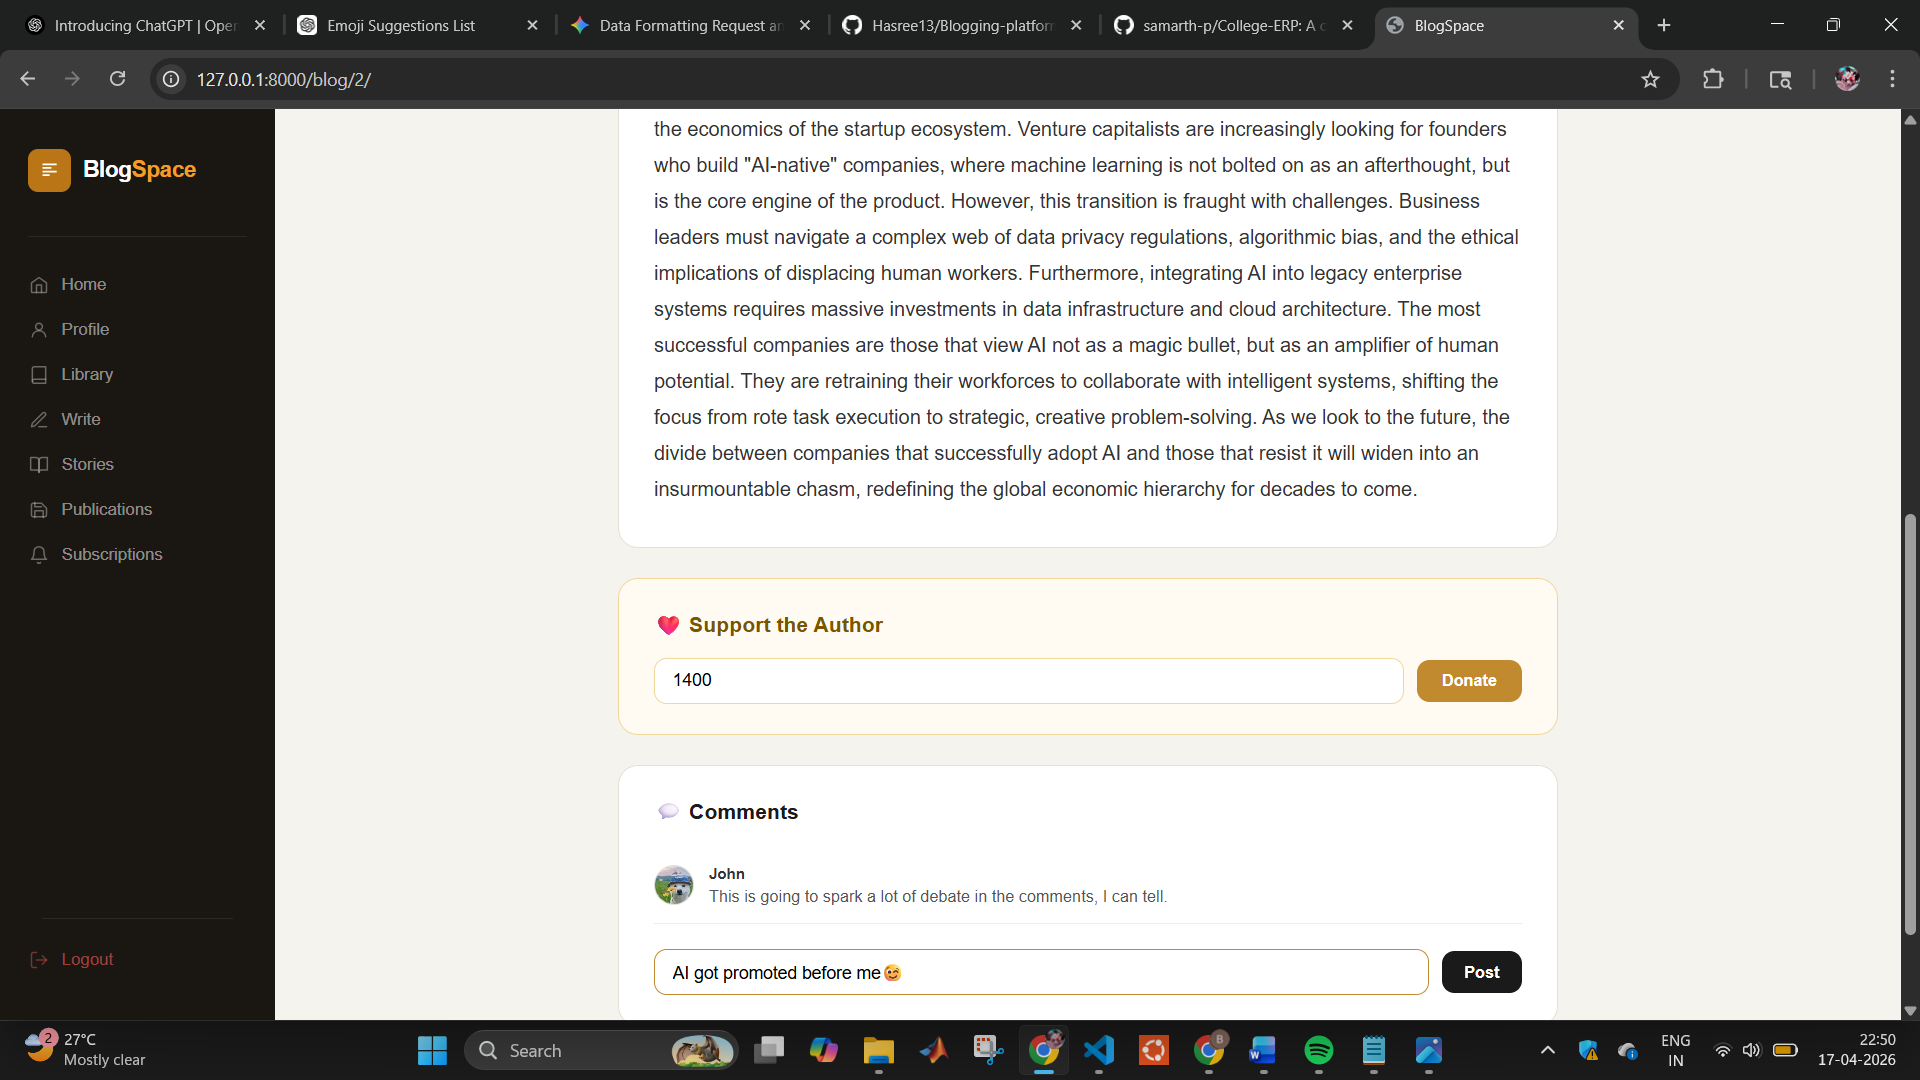 Introducing ChatGPT | Oper
Emoji Suggestions List
Data Formatting Request an
Hasree13/Blogging-platforn
samarth-p/College-ERP: A c
BlogSpace
127.0.0.1:8000/blog/2/
BlogSpace
Home
Profile
Library
Write
Stories
Publications
Subscriptions
Logout
the economics of the startup ecosystem. Venture capitalists are increasingly looking for founders
who build "AI-native" companies, where machine learning is not bolted on as an afterthought, but
is the core engine of the product. However, this transition is fraught with challenges. Business
leaders must navigate a complex web of data privacy regulations, algorithmic bias, and the ethical
implications of displacing human workers. Furthermore, integrating AI into legacy enterprise
systems requires massive investments in data infrastructure and cloud architecture. The most
successful companies are those that view AI not as a magic bullet, but as an amplifier of human
potential. They are retraining their workforces to collaborate with intelligent systems, shifting the
focus from rote task execution to strategic, creative problem-solving. As we look to the future, the
divide between companies that successfully adopt AI and those that resist it will widen into an
insurmountable chasm, redefining the global economic hierarchy for decades to come.
❤️ Support the Author
1400
Donate
💬 Comments
John
This is going to spark a lot of debate in the comments, I can tell.
AI got promoted before me😉
Post
2
27°C
Mostly clear
Search
B
W
ENG
IN
22:50
17-04-2026